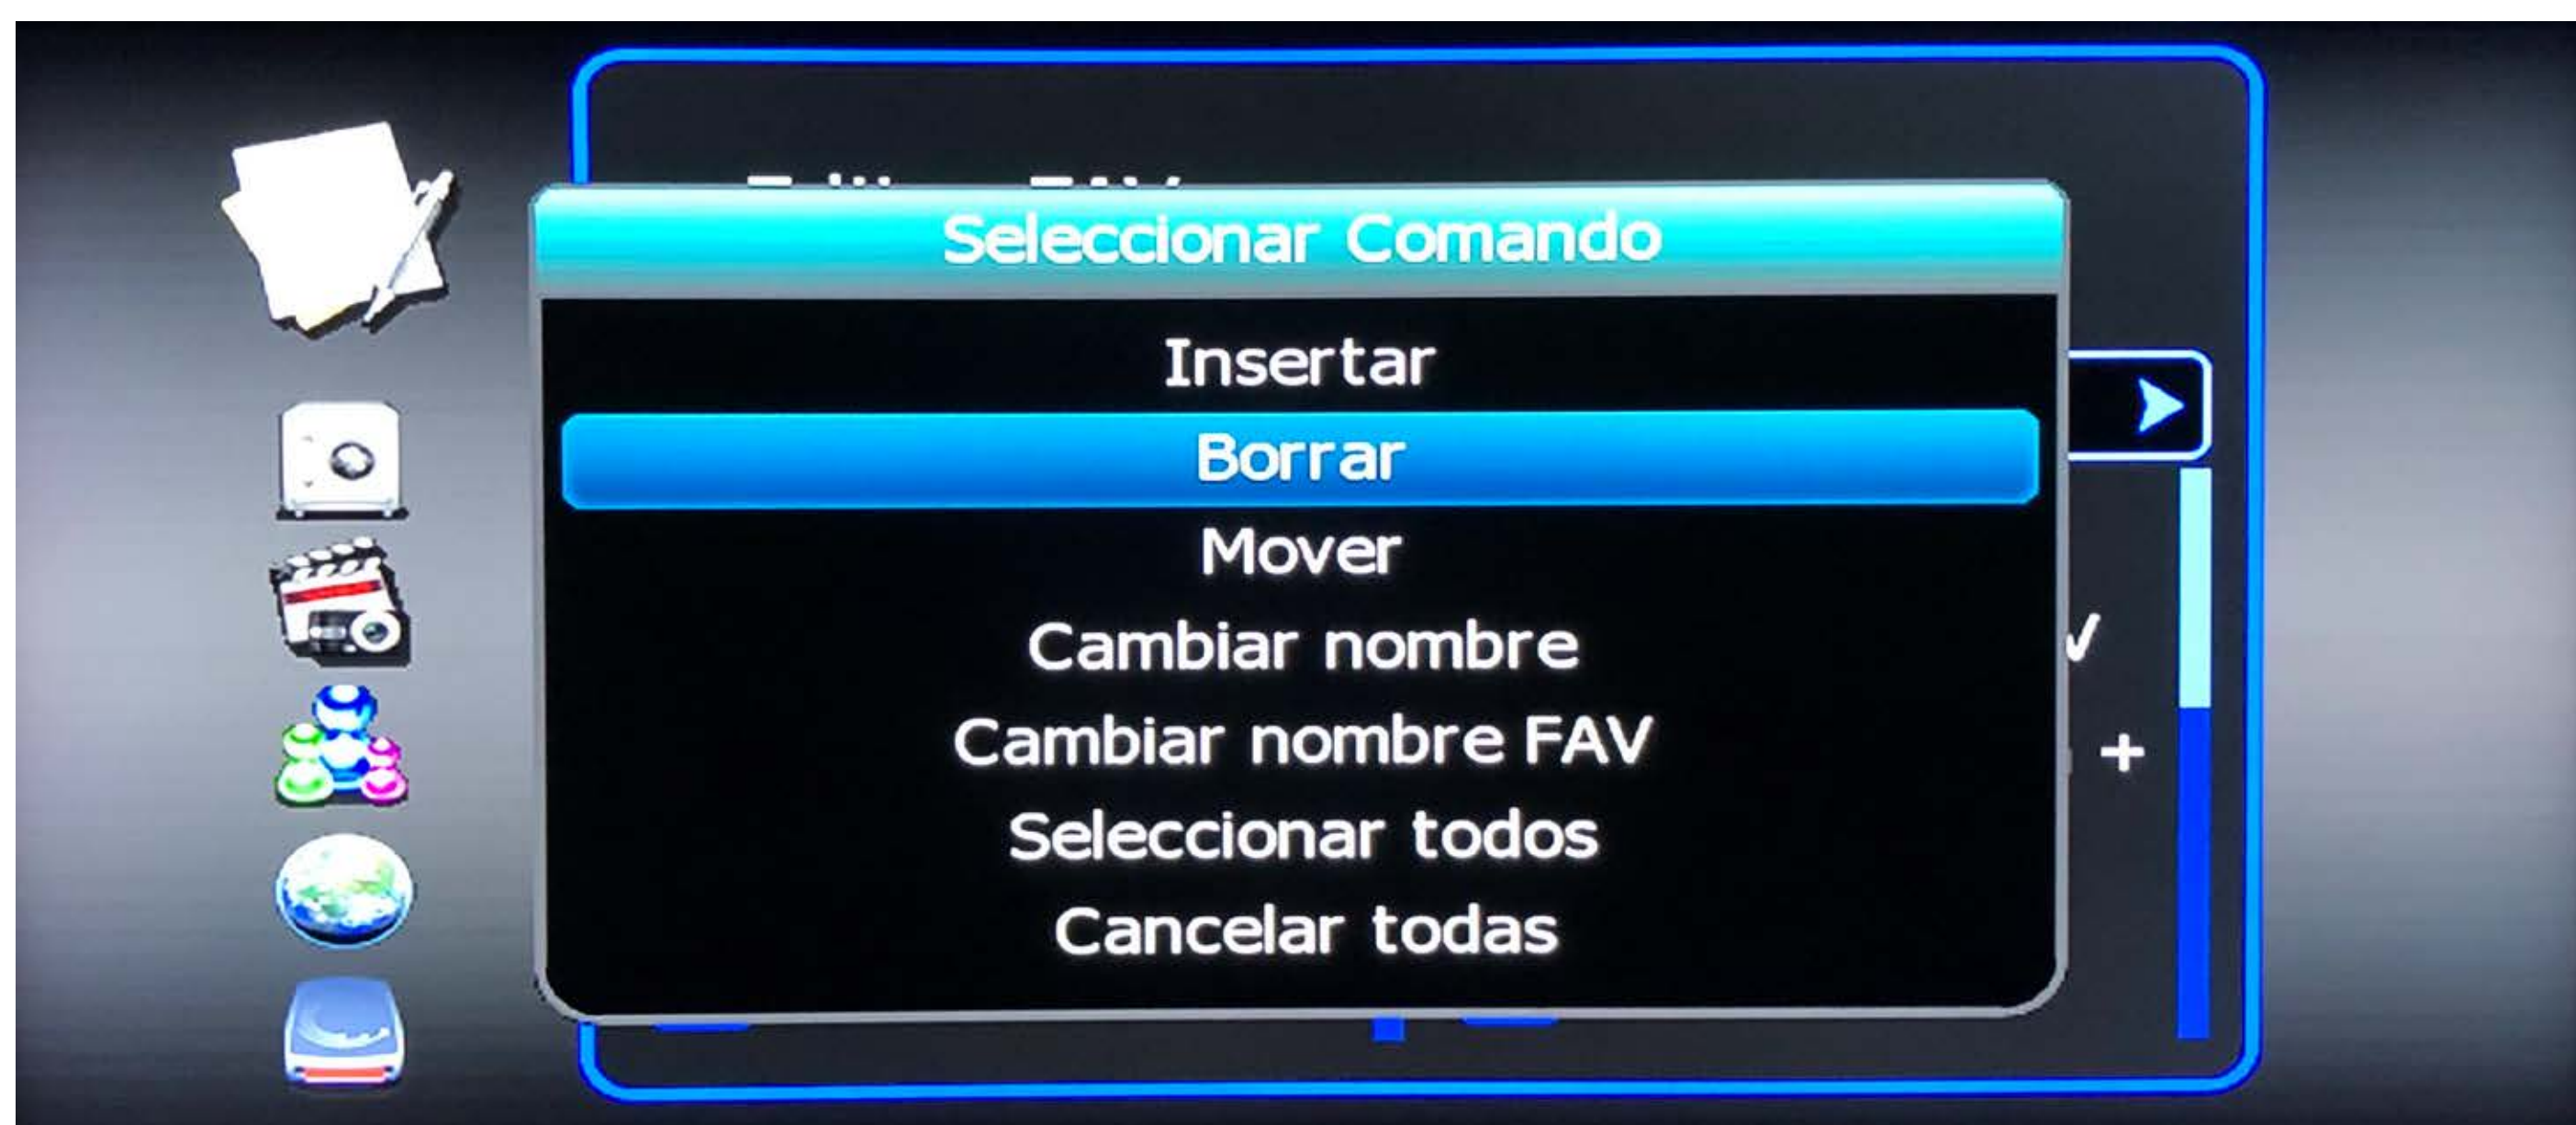 Seleccionar Comando
Insertar
Borrar
Mover
Cambiar nombre
Cambiar nombre FAV
Seleccionar todos
Cancelar todas
+